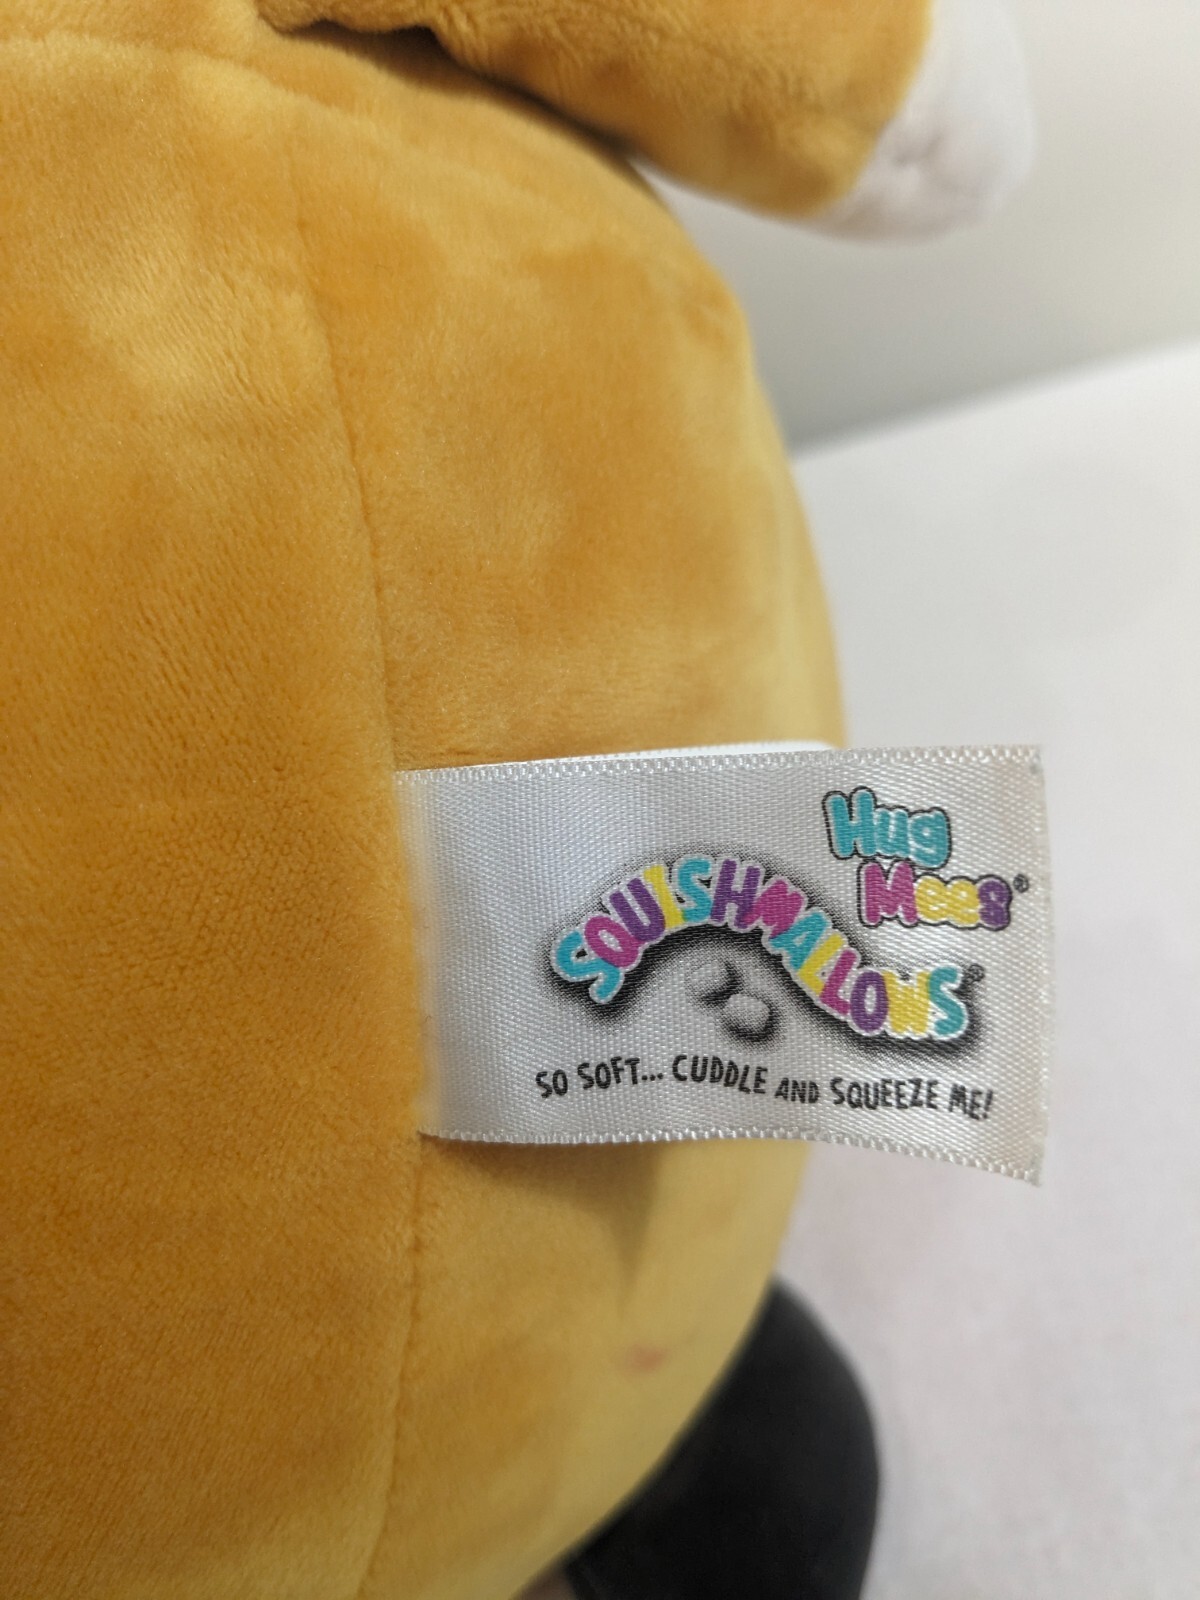 Hug
Mees®
SQUISHMALLOWS®
SO SOFT... CUDDLE AND SQUEEZE ME!